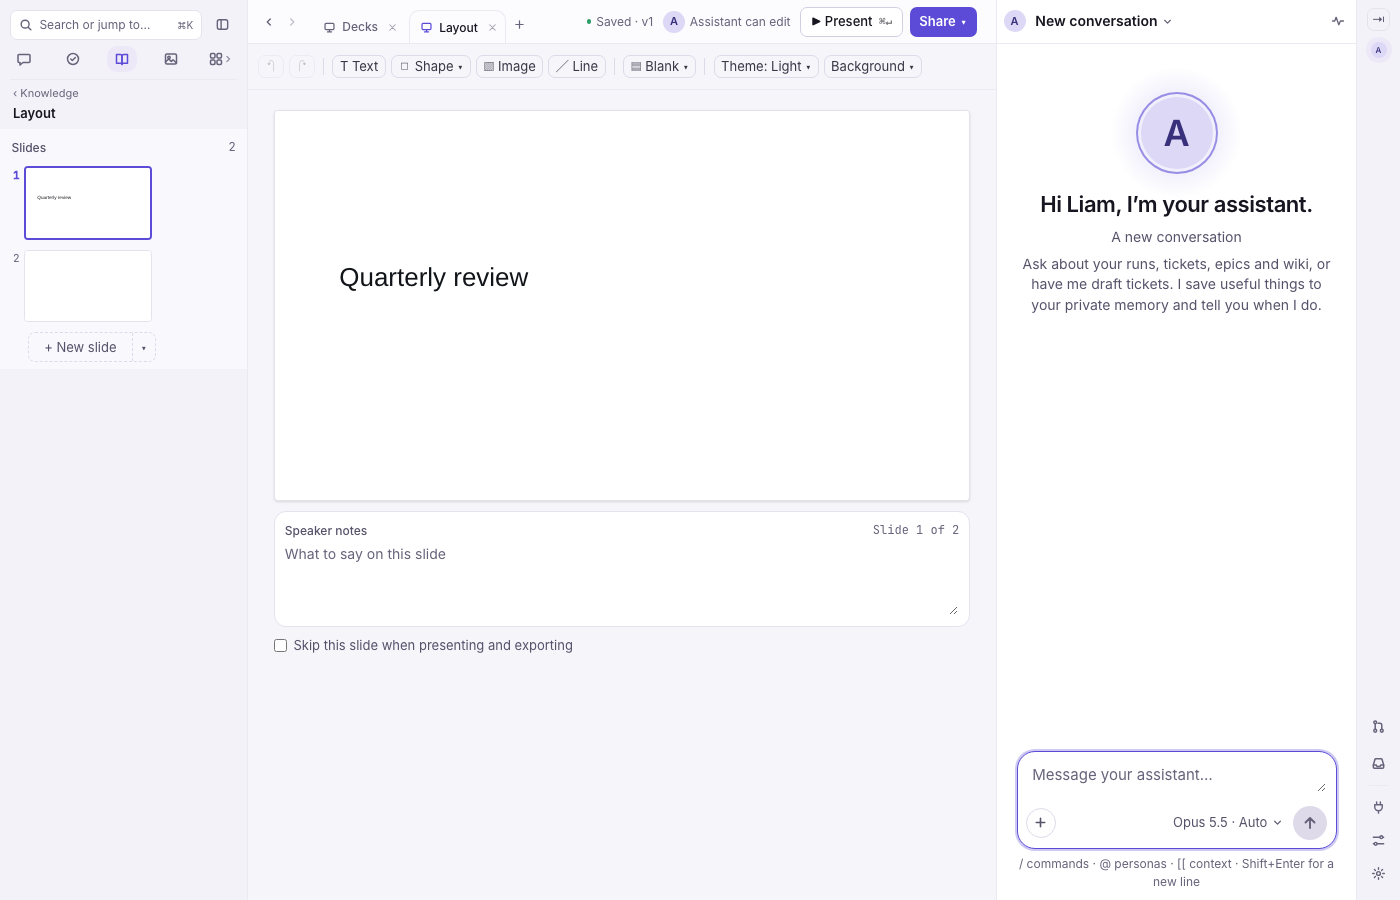 Search or jump to...
⌘K
‹ Knowledge
Layout
Slides
2
1
Quarterly review
2
+ New slide
Decks
Layout
Saved · v1
A
Assistant can edit
Present ⌘↵
Share
T Text
Shape
Image
Line
Blank
Theme: Light
Background
Quarterly review
Speaker notes
Slide 1 of 2
What to say on this slide
Skip this slide when presenting and exporting
A
New conversation
A
Hi Liam, I’m your assistant.
A new conversation
Ask about your runs, tickets, epics and wiki, or
have me draft tickets. I save useful things to
your private memory and tell you when I do.
Message your assistant...
Opus 5.5 · Auto
/ commands · @ personas · [[ context · Shift+Enter for a
new line
A